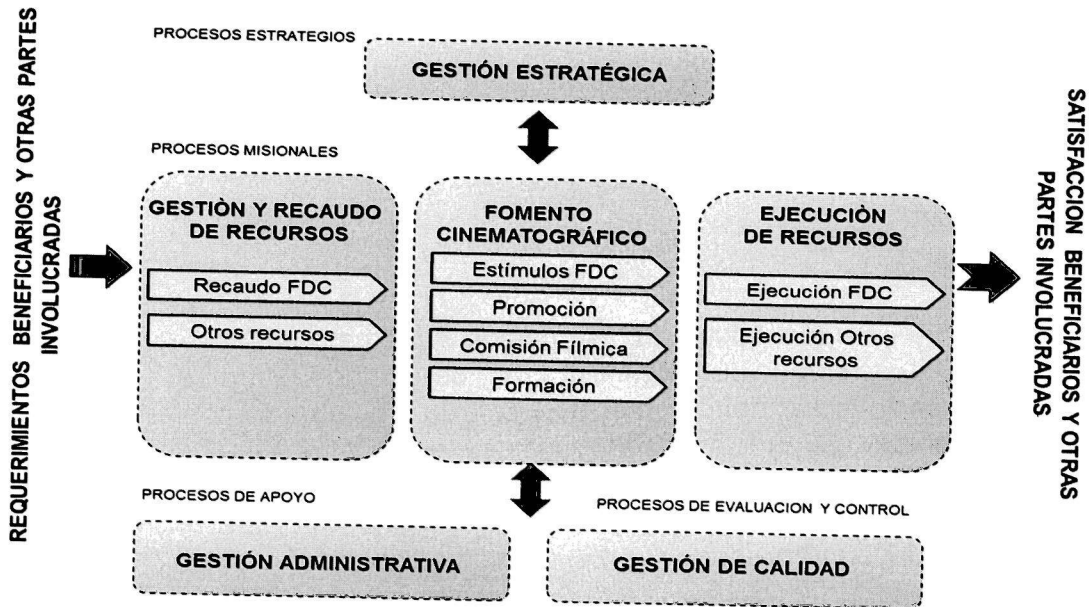 REQUERIMIENTOS BENEFICIARIOS Y OTRAS PARTES
INVOLUCRADAS
PROCESOS ESTRATEGIOS
GESTIÓN ESTRATÉGICA
PROCESOS MISIONALES
GESTIÒN Y RECAUDO
DE RECURSOS
Recaudo FDC
Otros recursos
FOMENTO
CINEMATOGRÁFICO
Estímulos FDC
Promoción
Comisión Fílmica
Formación
EJECUCIÒN
DE RECURSOS
Ejecución FDC
Ejecución Otros
recursos
PROCESOS DE APOYO
GESTIÓN ADMINISTRATIVA
PROCESOS DE EVALUACION Y CONTROL
GESTIÓN DE CALIDAD
SATISFACCION BENEFICIARIOS Y OTRAS
PARTES INVOLUCRADAS